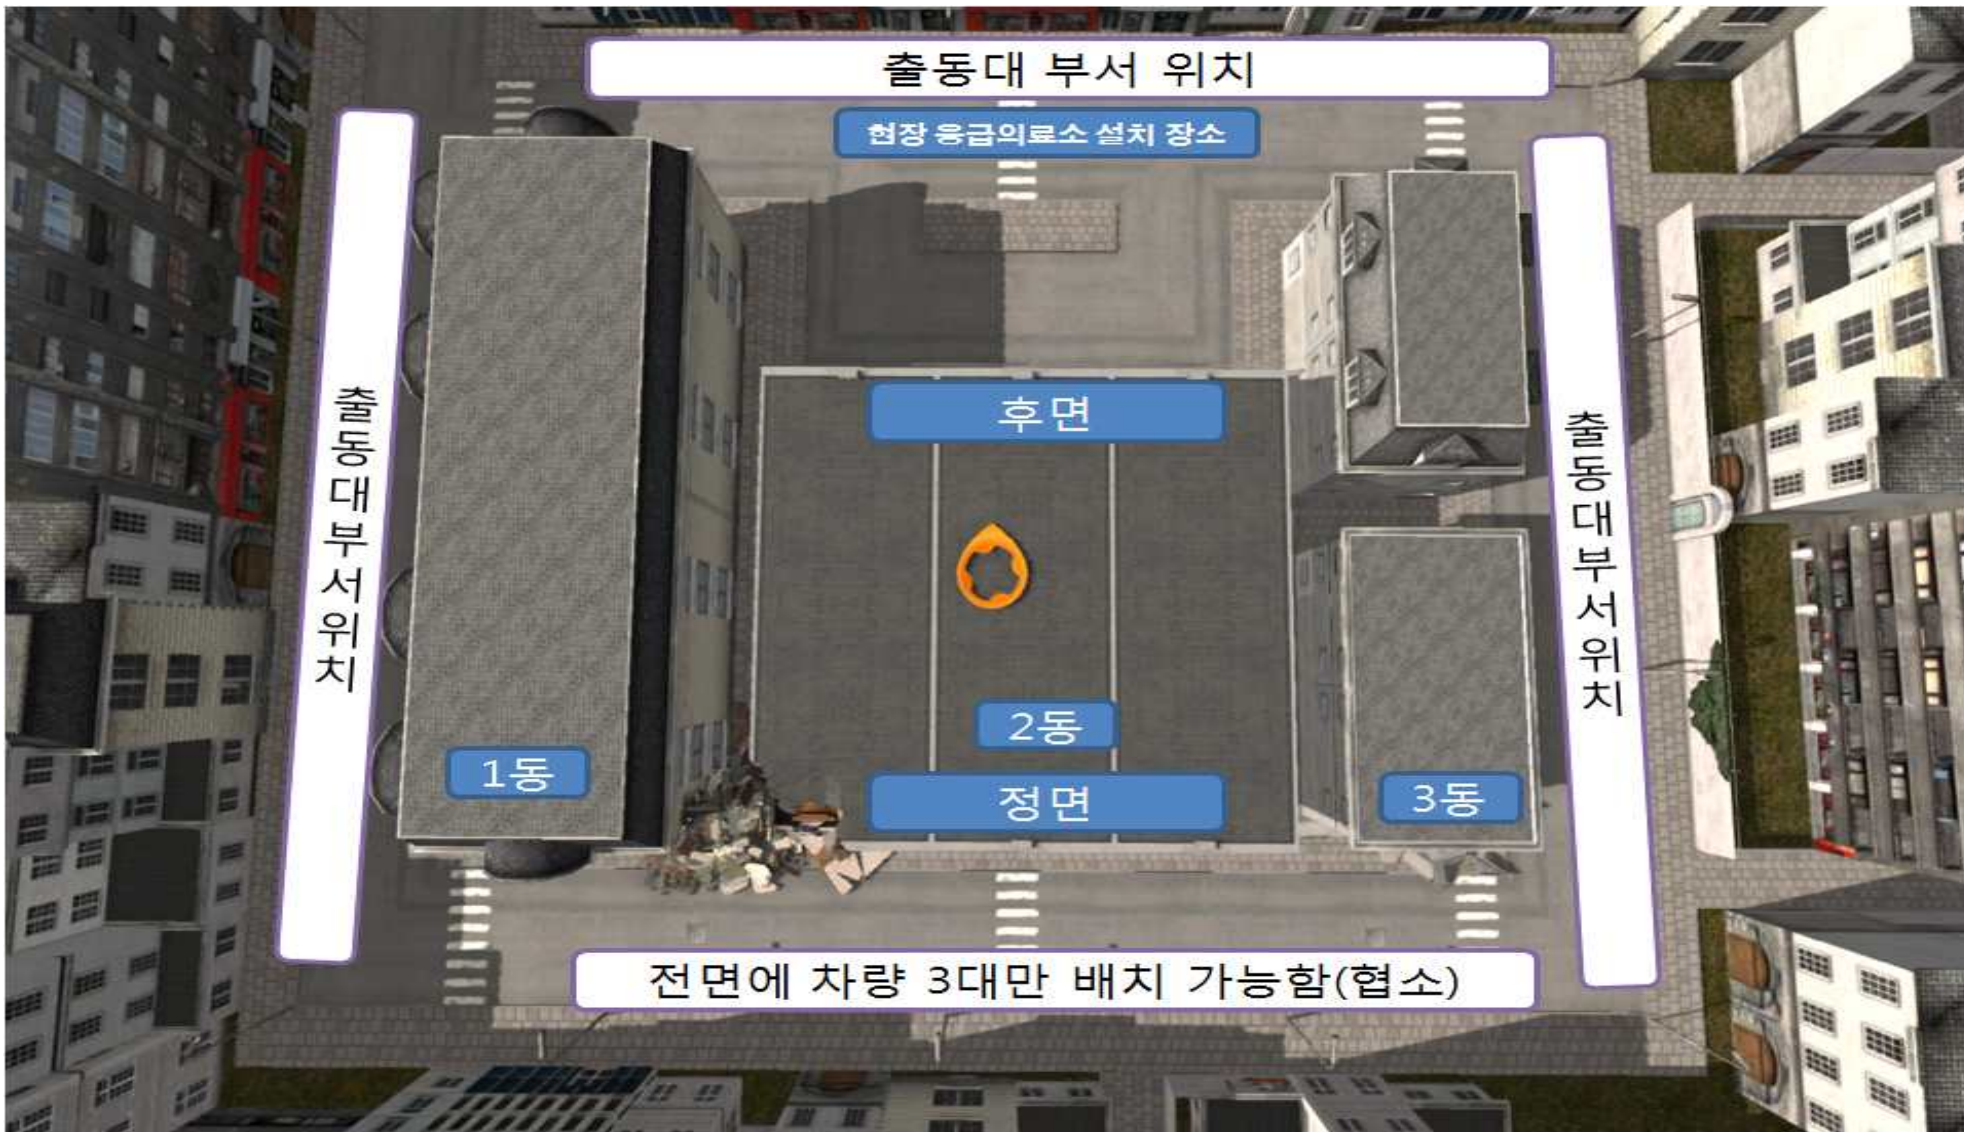 출동대 부서 위치
현장 응급의료소 설치 장소
출동대부서위치
출동대부서위치
후면
2동
1동
정면
3동
전면에 차량 3대만 배치 가능함(협소)